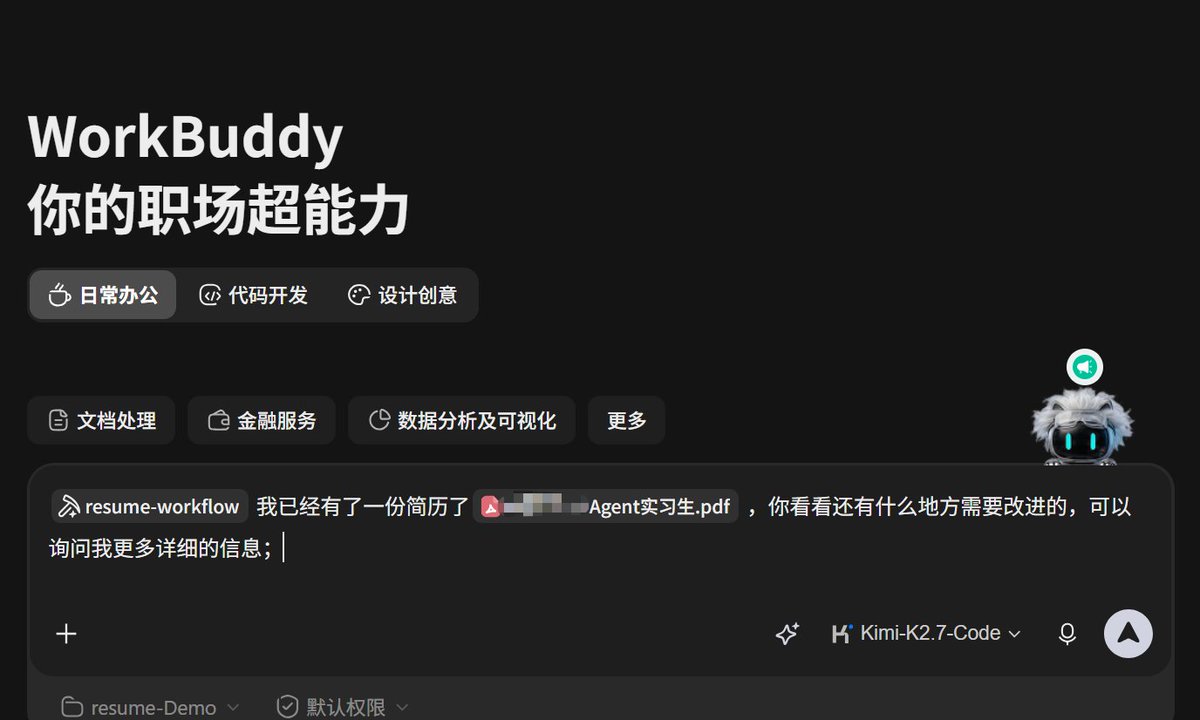 WorkBuddy
你的职场超能力
日常办公 代码开发 设计创意
文档处理 金融服务 数据分析及可视化 更多
resume-workflow 我已经有了一份简历了 Agent实习生.pdf ，你看看还有什么地方需要改进的，可以
询问我更多详细的信息；
Kimi-K2.7-Code
resume-Demo 默认权限